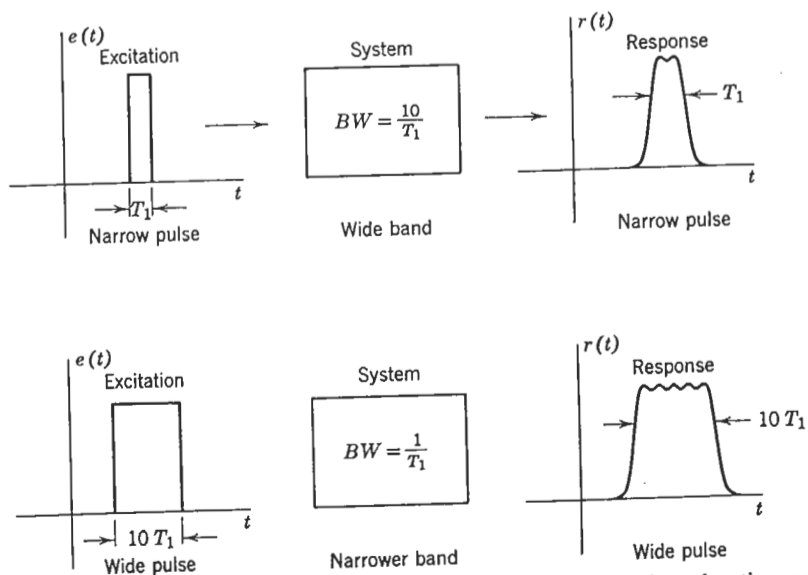 e(t)
Excitation
T₁
t
Narrow pulse
System
BW = 10/T₁
Wide band
r(t)
Response
T₁
t
Narrow pulse
e(t)
Excitation
10 T₁
t
Wide pulse
System
BW = 1/T₁
Narrower band
r(t)
Response
10 T₁
t
Wide pulse